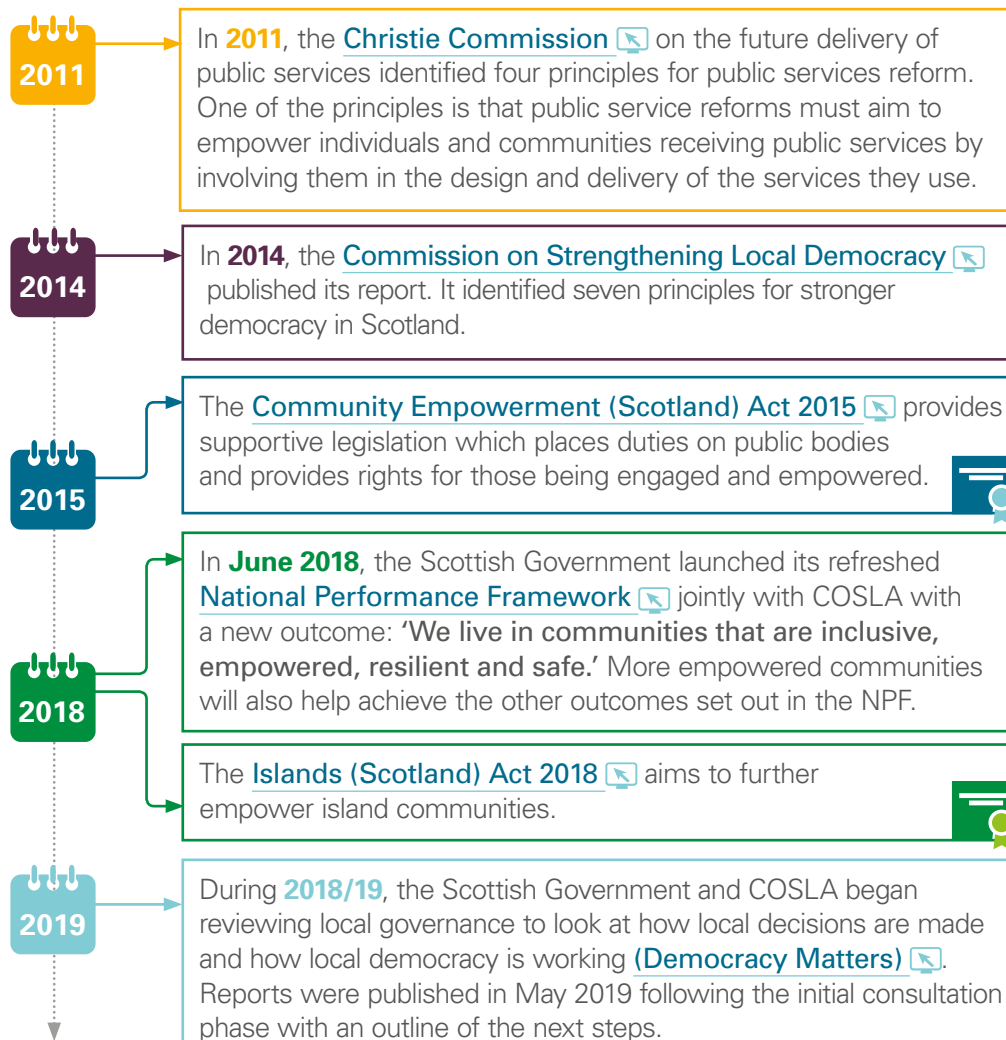 2011
In 2011, the Christie Commission on the future delivery of
public services identified four principles for public services reform.
One of the principles is that public service reforms must aim to
empower individuals and communities receiving public services by
involving them in the design and delivery of the services they use.
2014
In 2014, the Commission on Strengthening Local Democracy
published its report. It identified seven principles for stronger
democracy in Scotland.
2015
The Community Empowerment (Scotland) Act 2015 provides
supportive legislation which places duties on public bodies
and provides rights for those being engaged and empowered.
2018
In June 2018, the Scottish Government launched its refreshed
National Performance Framework jointly with COSLA with
a new outcome: ‘We live in communities that are inclusive,
empowered, resilient and safe.’ More empowered communities
will also help achieve the other outcomes set out in the NPF.
The Islands (Scotland) Act 2018 aims to further
empower island communities.
2019
During 2018/19, the Scottish Government and COSLA began
reviewing local governance to look at how local decisions are made
and how local democracy is working (Democracy Matters).
Reports were published in May 2019 following the initial consultation
phase with an outline of the next steps.